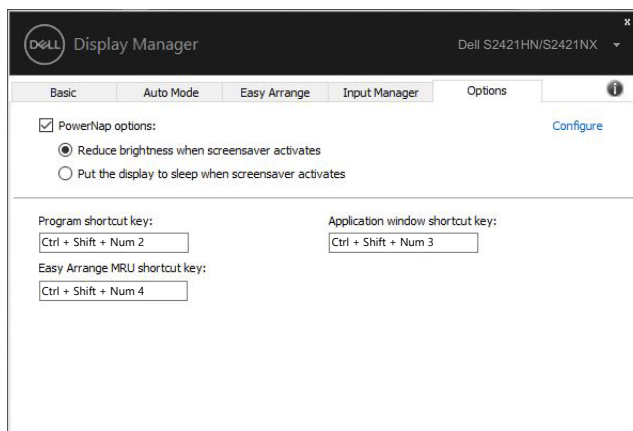 x
DELL Display Manager
Dell S2421HN/S2421NX
Basic Auto Mode Easy Arrange Input Manager Options
PowerNap options: Configure
Reduce brightness when screensaver activates
Put the display to sleep when screensaver activates
Program shortcut key: Application window shortcut key:
Ctrl + Shift + Num 2 Ctrl + Shift + Num 3
Easy Arrange MRU shortcut key:
Ctrl + Shift + Num 4